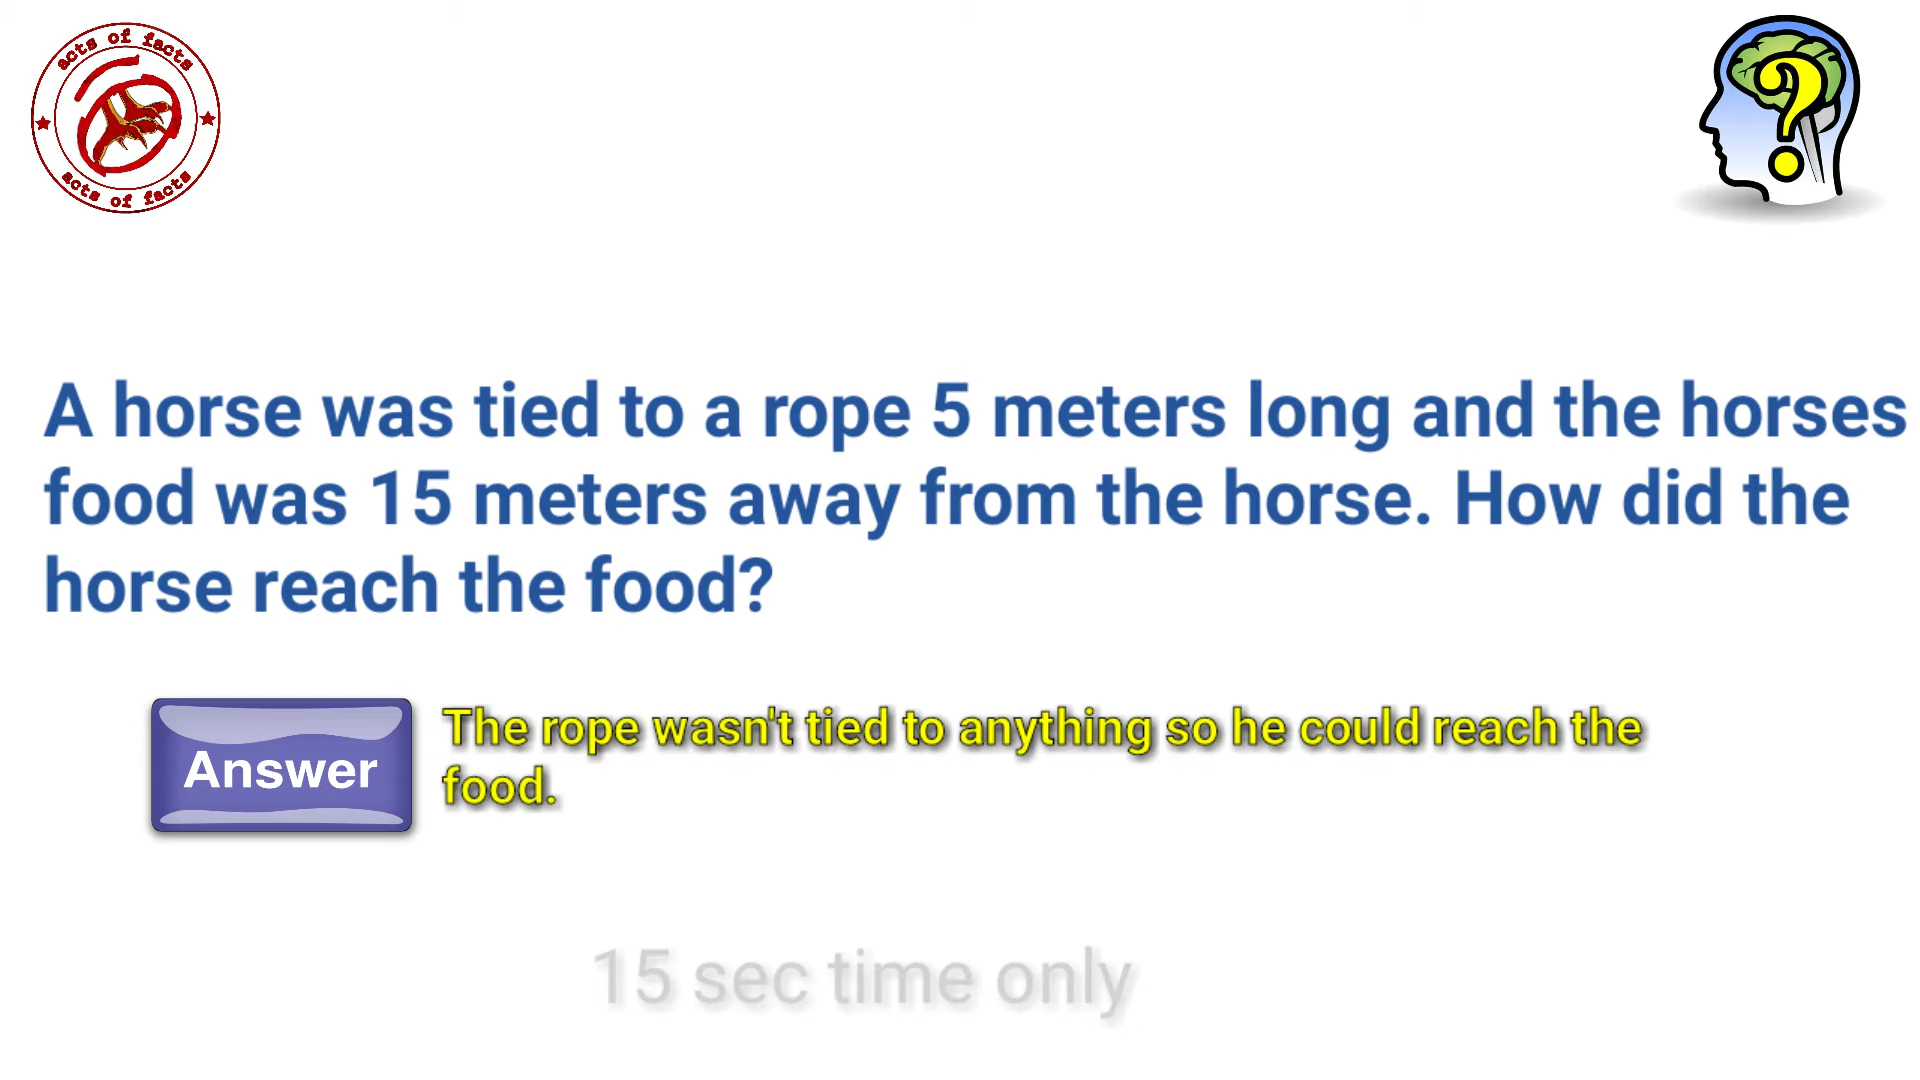 acts of facts
acts of facts
A horse was tied to a rope 5 meters long and the horses
food was 15 meters away from the horse. How did the
horse reach the food?
Answer
The rope wasn't tied to anything so he could reach the
food.
15 sec time only